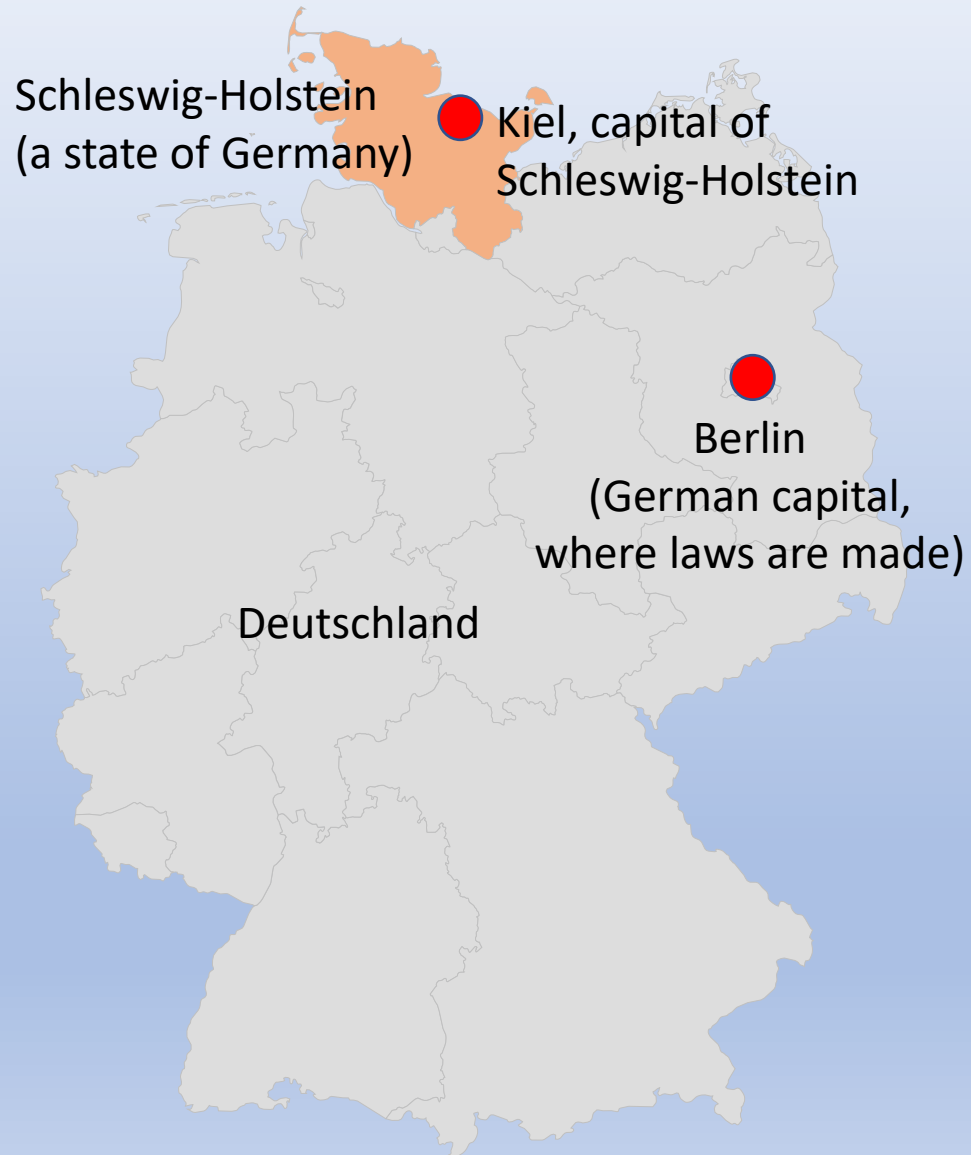 Schleswig-Holstein
(a state of Germany)
Kiel, capital of
Schleswig-Holstein
Berlin
(German capital,
where laws are made)
Deutschland